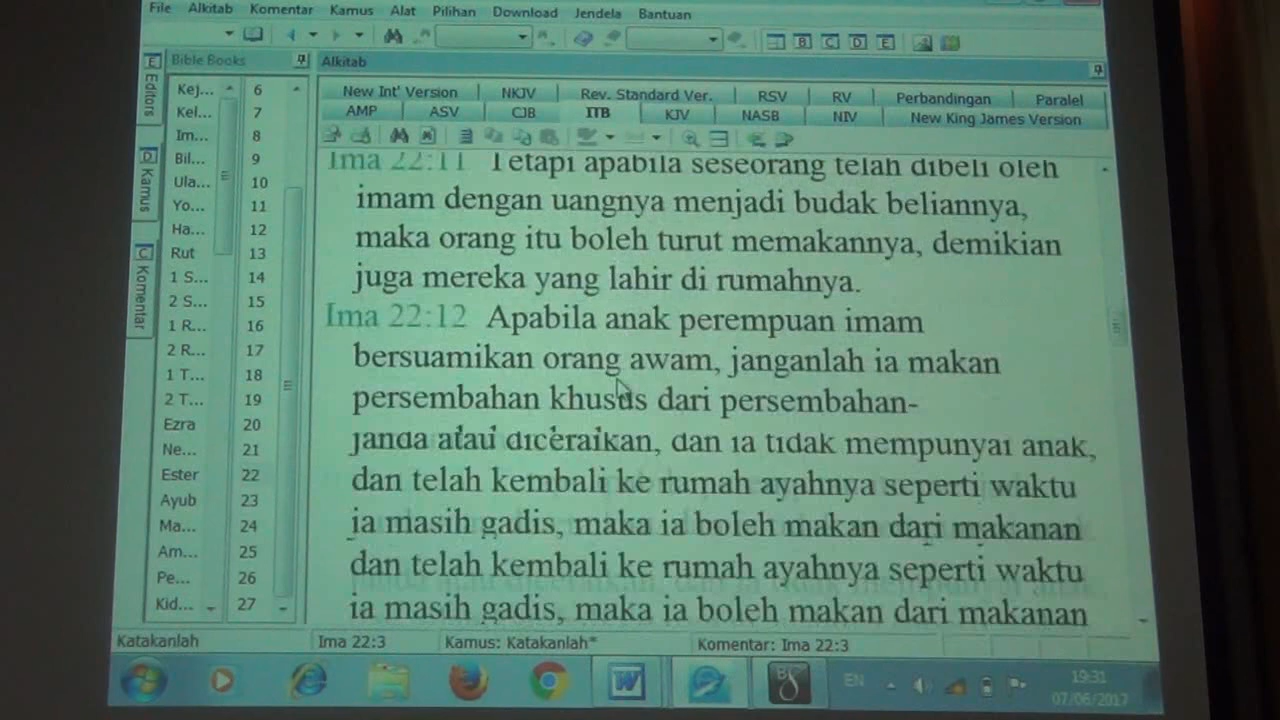 File Alkitab Komentar Kamus Alat Pilihan Download Jendela Bantuan
B C D E
E Editors
D Kamus
C Komentar
Bible Books
Kej... 6
Kel... 7
Im... 8
Bil... 9
Ula... 10
Yo... 11
Ha... 12
Rut 13
1 S... 14
2 S... 15
1 R... 16
2 R... 17
1 T... 18
2 T... 19
Ezra 20
Ne... 21
Ester 22
Ayub 23
Ma... 24
Am... 25
Pe... 26
Kid... 27
Alkitab
New Int' Version NKJV Rev. Standard Ver. RSV RV Perbandingan Paralel
AMP ASV CJB ITB KJV NASB NIV New King James Version
Ima 22:11 Tetapi apabila seseorang telah dibeli oleh
imam dengan uangnya menjadi budak beliannya,
maka orang itu boleh turut memakannya, demikian
juga mereka yang lahir di rumahnya.
Ima 22:12 Apabila anak perempuan imam
bersuamikan orang awam, janganlah ia makan
persembahan khusus dari persembahan-
janda atau diceraikan, dan ia tidak mempunyai anak,
dan telah kembali ke rumah ayahnya seperti waktu
ia masih gadis, maka ia boleh makan dari makanan
dan telah kembali ke rumah ayahnya seperti waktu
ia masih gadis, maka ia boleh makan dari makanan
Katakanlah Ima 22:3 Kamus: Katakanlah* Komentar: Ima 22:3
EN 19:31
07/06/2017